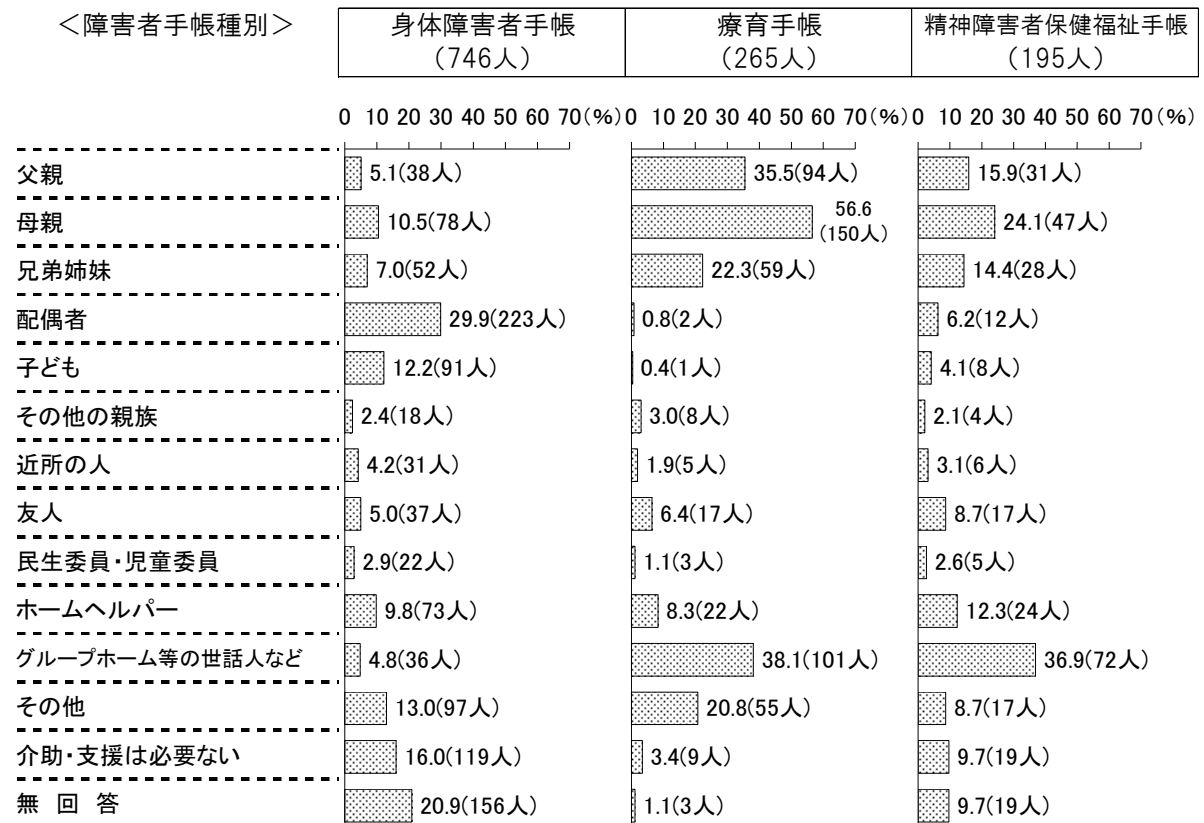 ＜障害者手帳種別＞ 身体障害者手帳 療育手帳 精神障害者保健福祉手帳
（746人） （265人） （195人）
0 10 20 30 40 50 60 70(%) 0 10 20 30 40 50 60 70(%) 0 10 20 30 40 50 60 70(%)
父親 5.1(38人) 35.5(94人) 15.9(31人)
母親 10.5(78人) 56.6(150人) 24.1(47人)
兄弟姉妹 7.0(52人) 22.3(59人) 14.4(28人)
配偶者 29.9(223人) 0.8(2人) 6.2(12人)
子ども 12.2(91人) 0.4(1人) 4.1(8人)
その他の親族 2.4(18人) 3.0(8人) 2.1(4人)
近所の人 4.2(31人) 1.9(5人) 3.1(6人)
友人 5.0(37人) 6.4(17人) 8.7(17人)
民生委員・児童委員 2.9(22人) 1.1(3人) 2.6(5人)
ホームヘルパー 9.8(73人) 8.3(22人) 12.3(24人)
グループホーム等の世話人など 4.8(36人) 38.1(101人) 36.9(72人)
その他 13.0(97人) 20.8(55人) 8.7(17人)
介助・支援は必要ない 16.0(119人) 3.4(9人) 9.7(19人)
無 回 答 20.9(156人) 1.1(3人) 9.7(19人)